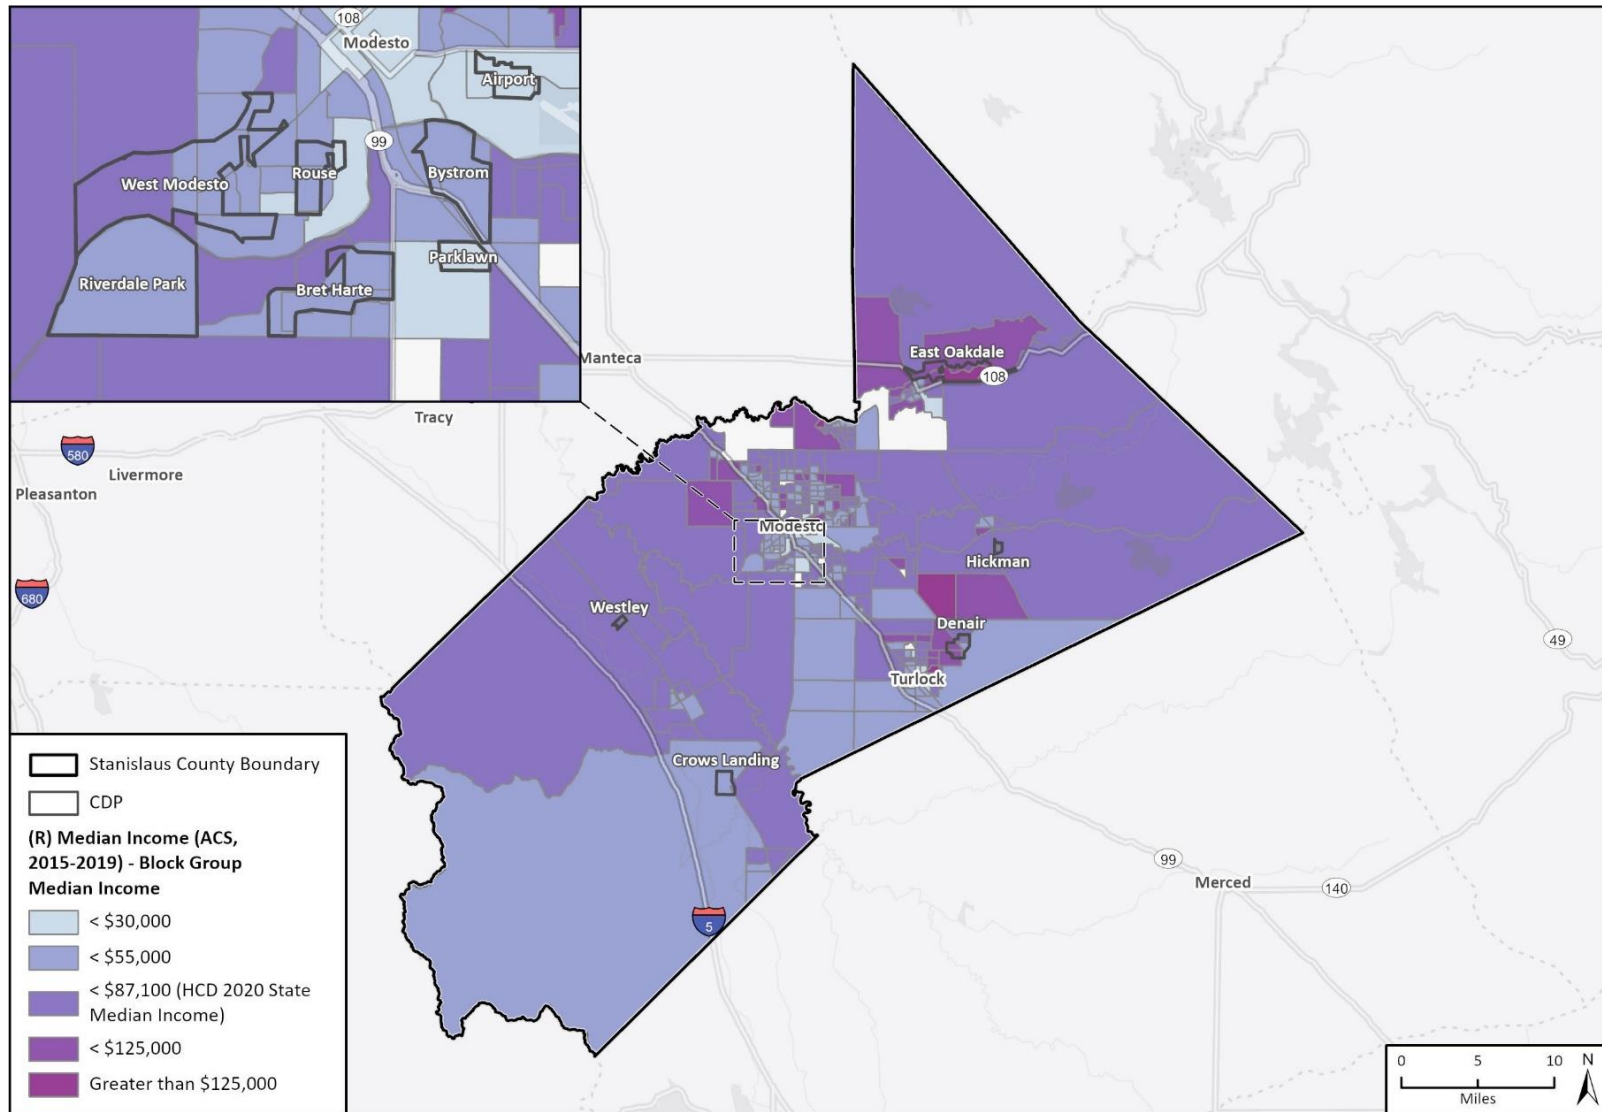 108
Modesto
Airport
99
West Modesto
Rouse
Bystrom
Parklawn
Riverdale Park
Bret Harte
Manteca
Tracy
580
Livermore
Pleasanton
680
East Oakdale
108
Modesto
Hickman
Westley
Denair
Turlock
49
Crows Landing
5
99
Merced
140
Stanislaus County Boundary
CDP
(R) Median Income (ACS,
2015-2019) - Block Group
Median Income
< $30,000
< $55,000
< $87,100 (HCD 2020 State
Median Income)
< $125,000
Greater than $125,000
0 5 10
Miles
N